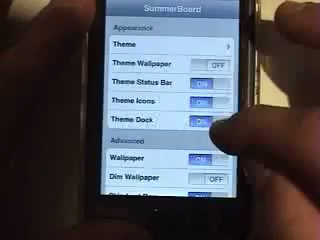 SummerBoard
Appearance
Theme
Theme Wallpaper OFF
Theme Status Bar ON
Theme Icons ON
Theme Dock ON
Advanced
Wallpaper ON
Dim Wallpaper OFF